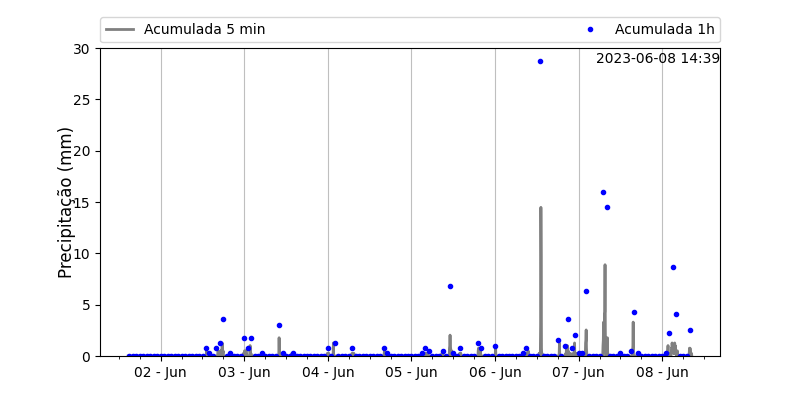 Acumulada 5 min
Acumulada 1h
2023-06-08 14:39
Precipitação (mm)
30
25
20
15
10
5
0
02 - Jun
03 - Jun
04 - Jun
05 - Jun
06 - Jun
07 - Jun
08 - Jun